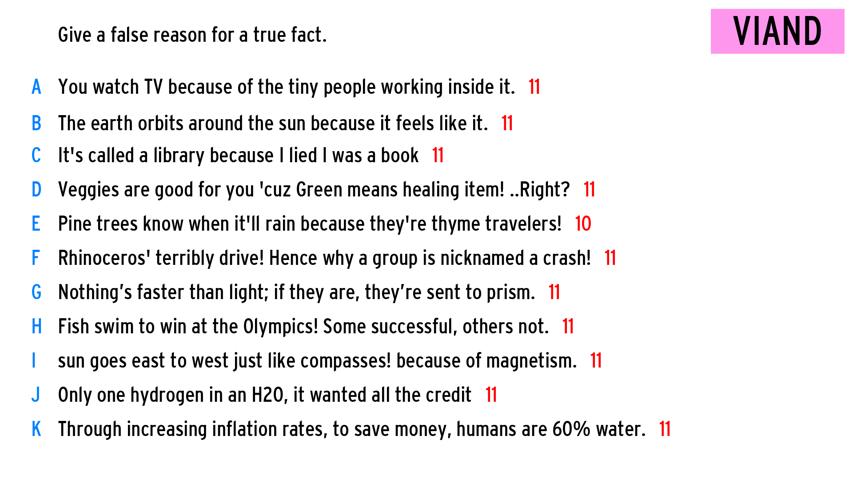 Give a false reason for a true fact.
VIAND
A You watch TV because of the tiny people working inside it. 11
B The earth orbits around the sun because it feels like it. 11
C It's called a library because I lied I was a book 11
D Veggies are good for you 'cuz Green means healing item! ..Right? 11
E Pine trees know when it'll rain because they're thyme travelers! 10
F Rhinoceros' terribly drive! Hence why a group is nicknamed a crash! 11
G Nothing's faster than light; if they are, they’re sent to prism. 11
H Fish swim to win at the Olympics! Some successful, others not. 11
I sun goes east to west just like compasses! because of magnetism. 11
J Only one hydrogen in an H20, it wanted all the credit 11
K Through increasing inflation rates, to save money, humans are 60% water. 11